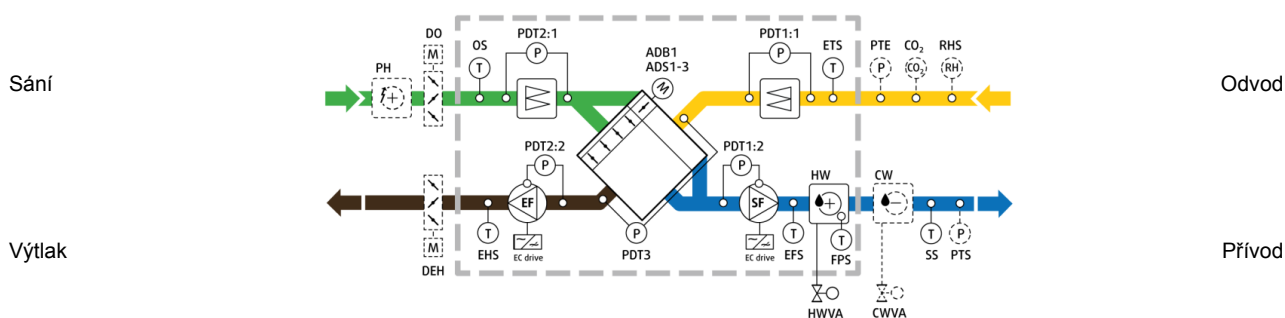 DO
M
PH
OS
T
PDT2:1
P
ADB1
ADS1-3
M
PDT1:1
P
ETS
T
PTE
P
CO₂
CO₂
RHS
RH
Sání
Odvod
PDT2:2
P
EF
EC drive
T
EHS
M
DEH
P
PDT3
PDT1:2
P
SF
EC drive
T
EFS
HW
T
FPS
HWVA
CW
CWVA
T
SS
P
PTS
Výtlak
Přívod